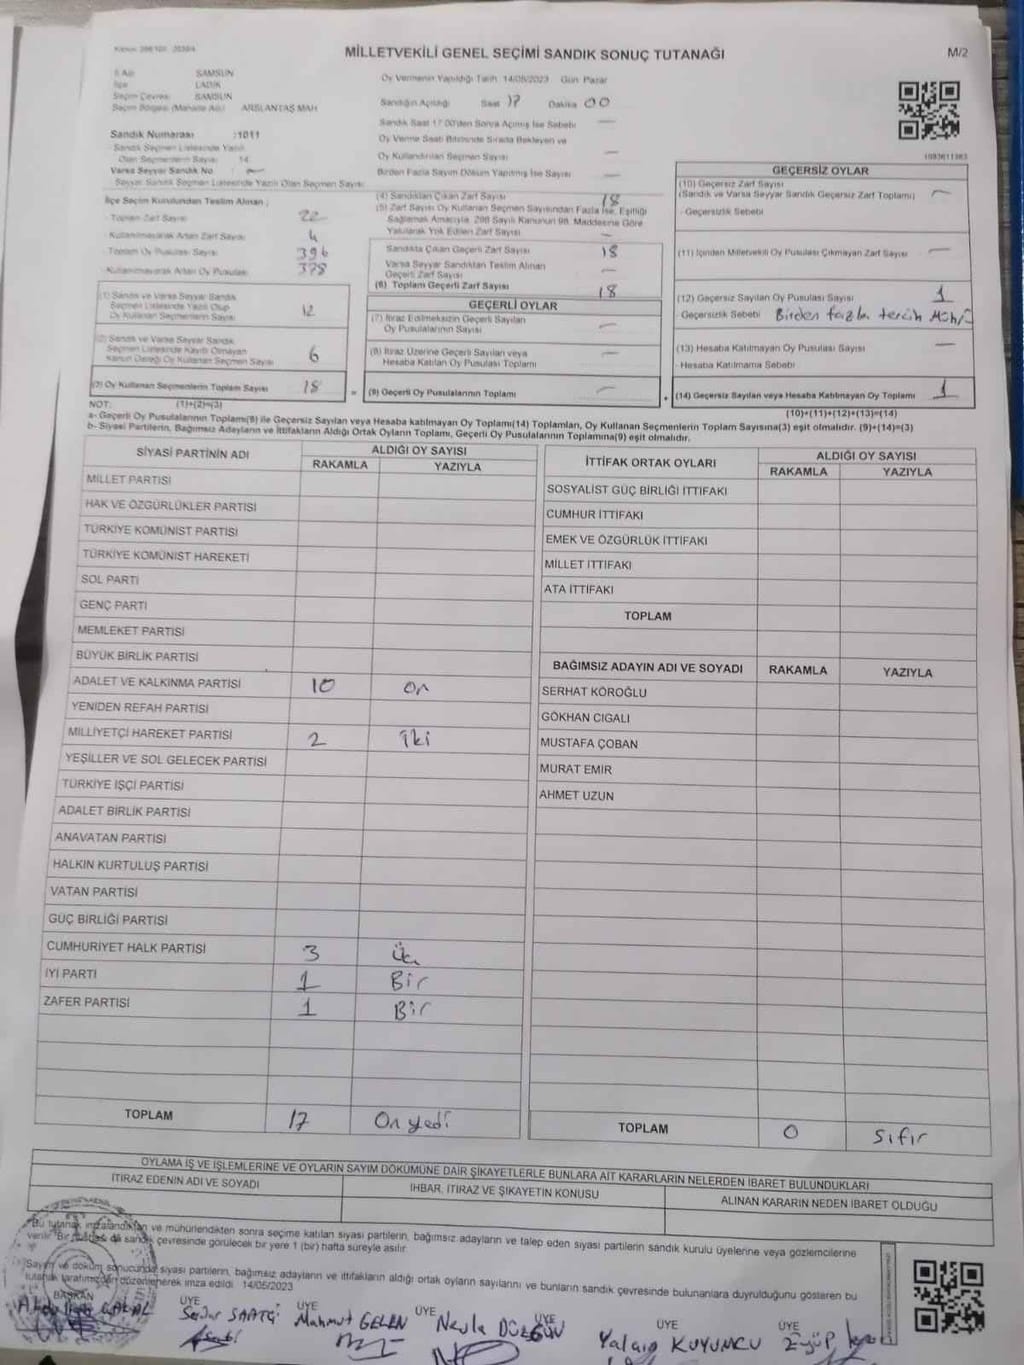 MİLLETVEKİLİ GENEL SEÇİMİ SANDIK SONUÇ TUTANAĞI
M/2
İl Adı SAMSUN
İlçe LADİK
Seçim Çevresi SAMSUN
Seçim Bölgesi (Mahalle Adı) ARSLANTAŞ MAH
Sandık Numarası :1011
Sandık Seçmen Listesinde Yazılı
Olan Seçmenlerin Sayısı 14
Varsa Seyyar Sandık No —
Seyyar Sandık Seçmen Listesinde Yazılı Olan Seçmen Sayısı
Oy Vermenin Yapıldığı Tarih 14/05/2023 Gün Pazar
Sandığın Açıldığı Saat 17 Dakika 00
Sandık Saat 17.00'den Sonra Açılmış İse Sebebi —
Oy Verme Saati Bitiminde Sırada Bekleyen ve
Oy Kullandırılan Seçmen Sayısı —
Birden Fazla Sayım Döküm Yapılmış İse Sayısı —
1093611363
İlçe Seçim Kurulundan Teslim Alınan ;
- Toplam Zarf Sayısı 22
- Kullanılmayarak Artan Zarf Sayısı 4
- Toplam Oy Pusulası Sayısı 396
- Kullanılmayarak Artan Oy Pusulası 378
(1) Sandık ve Varsa Seyyar Sandık
Seçmen Listesinde Yazılı Olup
Oy Kullanan Seçmenlerin Sayısı 12
(2) Sandık ve Varsa Seyyar Sandık
Seçmen Listesinde Kayıtlı Olmayan
Kanun Gereği Oy Kullanan Seçmen Sayısı 6
(3) Oy Kullanan Seçmenlerin Toplam Sayısı 18
(4) Sandıktan Çıkan Zarf Sayısı 18
(5) Zarf Sayısı Oy Kullanan Seçmen Sayısından Fazla İse, Eşitliği
Sağlamak Amacıyla, 298 Sayılı Kanunun 98. Maddesine Göre
Yakılarak Yok Edilen Zarf Sayısı —
Sandıkta Çıkan Geçerli Zarf Sayısı 18
Varsa Seyyar Sandıktan Teslim Alınan
Geçerli Zarf Sayısı —
(6) Toplam Geçerli Zarf Sayısı 18
GEÇERLİ OYLAR
(7) İtiraz Edilmeksizin Geçerli Sayılan
Oy Pusulalarının Sayısı —
(8) İtiraz Üzerine Geçerli Sayılan veya
Hesaba Katılan Oy Pusulası Toplamı —
= (9) Geçerli Oy Pusulalarının Toplamı —
GEÇERSİZ OYLAR
(10) Geçersiz Zarf Sayısı
(Sandık ve Varsa Seyyar Sandık Geçersiz Zarf Toplamı) —
- Geçersizlik Sebebi
(11) İçinden Milletvekili Oy Pusulası Çıkmayan Zarf Sayısı —
(12) Geçersiz Sayılan Oy Pusulası Sayısı 1
- Geçersizlik Sebebi Birden fazla tercih Mührü
(13) Hesaba Katılmayan Oy Pusulası Sayısı —
- Hesaba Katılmama Sebebi
+ (14) Geçersiz Sayılan veya Hesaba Katılmayan Oy Toplamı 1
NOT: (1)+(2)=(3)
(10)+(11)+(12)+(13)=(14)
a- Geçerli Oy Pusulalarının Toplamı(9) ile Geçersiz Sayılan veya Hesaba katılmayan Oy Toplamı(14) Toplamları, Oy Kullanan Seçmenlerin Toplam Sayısına(3) eşit olmalıdır. (9)+(14)=(3)
b- Siyasi Partilerin, Bağımsız Adayların ve İttifakların Aldığı Ortak Oyların Toplamı, Geçerli Oy Pusulalarının Toplamına(9) eşit olmalıdır.
SİYASİ PARTİNİN ADI
ALDIĞI OY SAYISI
RAKAMLA YAZIYLA
MİLLET PARTİSİ
HAK VE ÖZGÜRLÜKLER PARTİSİ
TÜRKİYE KOMÜNİST PARTİSİ
TÜRKİYE KOMÜNİST HAREKETİ
SOL PARTİ
GENÇ PARTİ
MEMLEKET PARTİSİ
BÜYÜK BİRLİK PARTİSİ
ADALET VE KALKINMA PARTİSİ 10 on
YENİDEN REFAH PARTİSİ
MİLLİYETÇİ HAREKET PARTİSİ 2 iki
YEŞİLLER VE SOL GELECEK PARTİSİ
TÜRKİYE İŞÇİ PARTİSİ
ADALET BİRLİK PARTİSİ
ANAVATAN PARTİSİ
HALKIN KURTULUŞ PARTİSİ
VATAN PARTİSİ
GÜÇ BİRLİĞİ PARTİSİ
CUMHURİYET HALK PARTİSİ 3 Üç
İYİ PARTİ 1 Bir
ZAFER PARTİSİ 1 Bir
TOPLAM 17 On yedi
İTTİFAK ORTAK OYLARI
ALDIĞI OY SAYISI
RAKAMLA YAZIYLA
SOSYALİST GÜÇ BİRLİĞİ İTTİFAKI
CUMHUR İTTİFAKI
EMEK VE ÖZGÜRLÜK İTTİFAKI
MİLLET İTTİFAKI
ATA İTTİFAKI
TOPLAM
BAĞIMSIZ ADAYIN ADI VE SOYADI RAKAMLA YAZIYLA
SERHAT KÖROĞLU
GÖKHAN CIGALI
MUSTAFA ÇOBAN
MURAT EMİR
AHMET UZUN
TOPLAM 0 Sıfır
OYLAMA İŞ VE İŞLEMLERİNE VE OYLARIN SAYIM DÖKÜMÜNE DAİR ŞİKAYETLERLE BUNLARA AİT KARARLARIN NELERDEN İBARET BULUNDUKLARI
İTİRAZ EDENİN ADI VE SOYADI
İHBAR, İTİRAZ VE ŞİKAYETİN KONUSU
ALINAN KARARIN NEDEN İBARET OLDUĞU
Bu tutanak imzalandıktan ve mühürlendikten sonra seçime katılan siyasi partilerin, bağımsız adayların ve talep eden siyasi partilerin sandık kurulu üyelerine veya gözlemcilerine
verilir. Bir da sandık çevresinde görülecek bir yere 1 (bir) hafta süreyle asılır.
Sayım ve döküm sonucunda siyasi partilerin, bağımsız adayların ve ittifakların aldığı ortak oyların sayılarını ve bunların sandık çevresinde bulunanlara duyrulduğunu gösteren bu
tutanak tarafımızdan düzenlenerek imza edildi. 14/05/2023
BAŞKAN ÜYE ÜYE ÜYE ÜYE ÜYE ÜYE
Serdar SAATÇİ
Mahmut GELEN
Neyla DÜZGÜN
Yalçın KUYUNCU
Eyüp